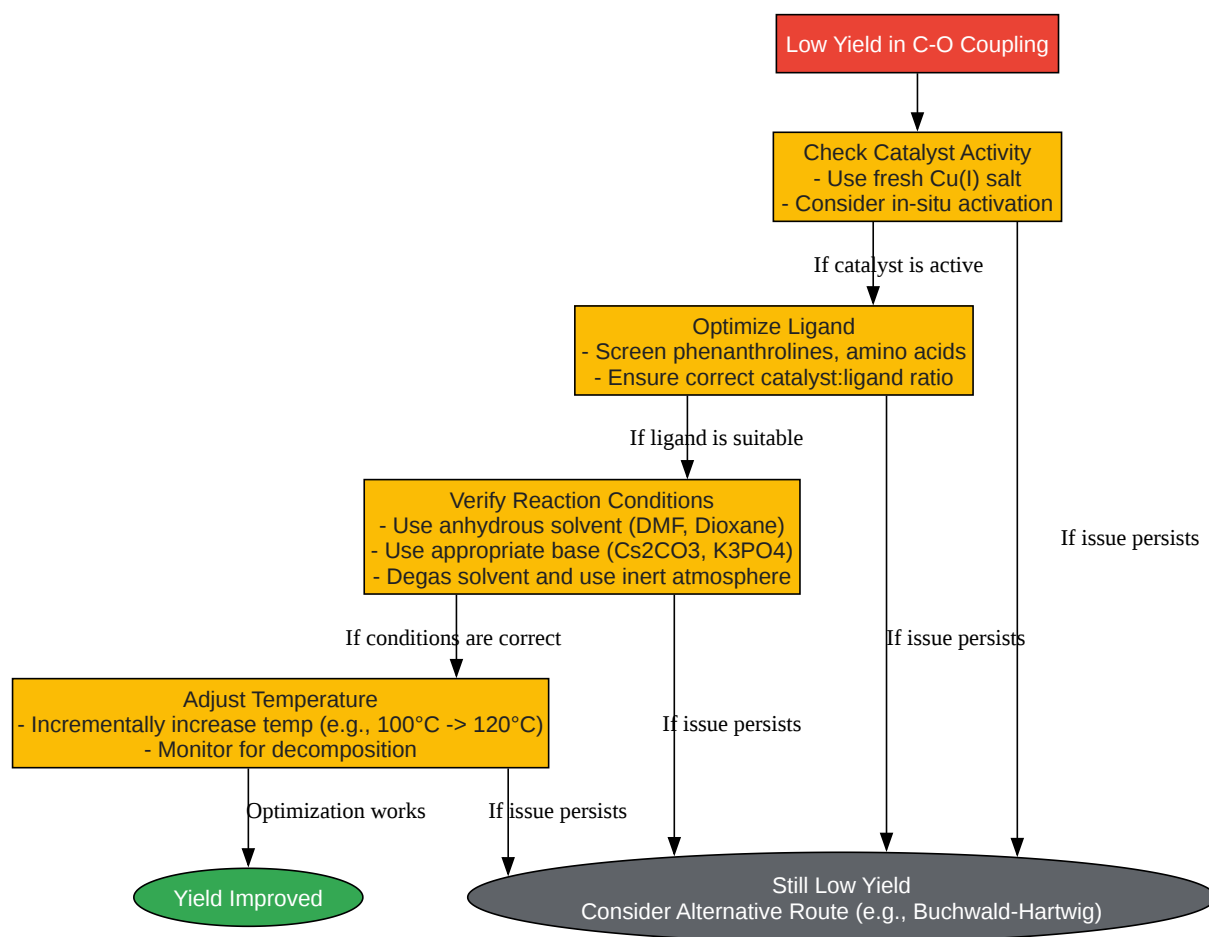 Low Yield in C-O Coupling
Check Catalyst Activity
- Use fresh Cu(I) salt
- Consider in-situ activation
If catalyst is active
Optimize Ligand
- Screen phenanthrolines, amino acids
- Ensure correct catalyst:ligand ratio
If ligand is suitable
Verify Reaction Conditions
- Use anhydrous solvent (DMF, Dioxane)
- Use appropriate base (Cs2CO3, K3PO4)
- Degas solvent and use inert atmosphere
If issue persists
If conditions are correct
If issue persists
Adjust Temperature
- Incrementally increase temp (e.g., 100°C -> 120°C)
- Monitor for decomposition
If issue persists
Optimization works
If issue persists
Yield Improved
Still Low Yield
Consider Alternative Route (e.g., Buchwald-Hartwig)